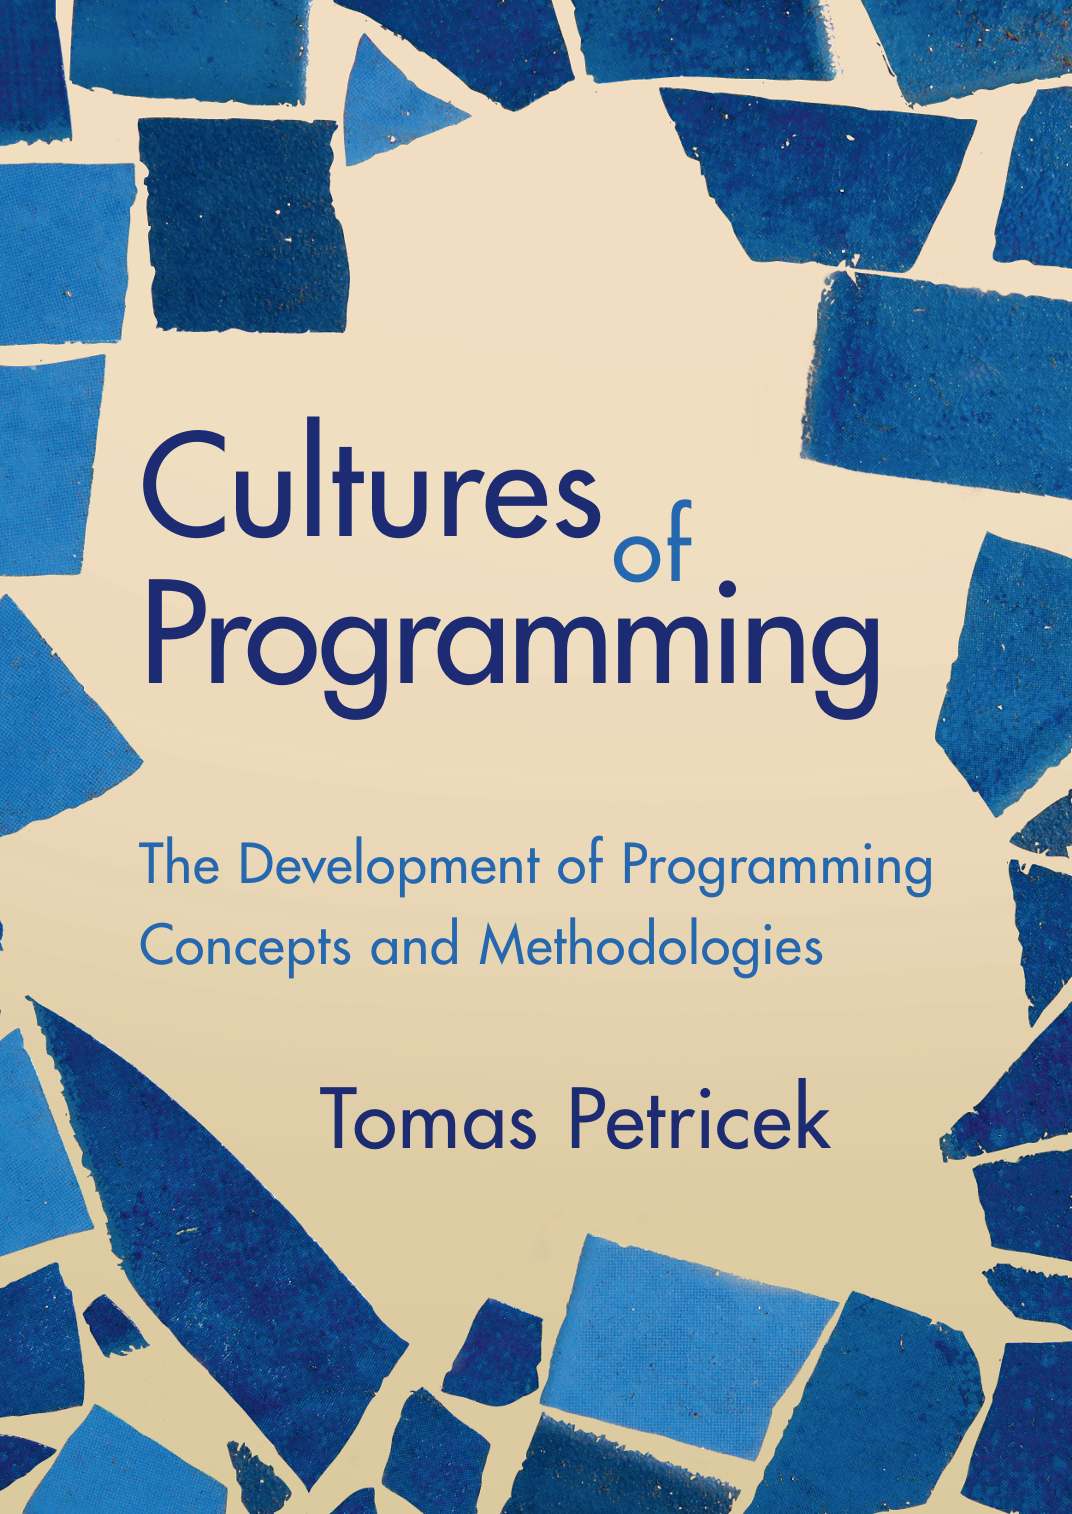 Cultures of
Programming
The Development of Programming
Concepts and Methodologies
Tomas Petricek